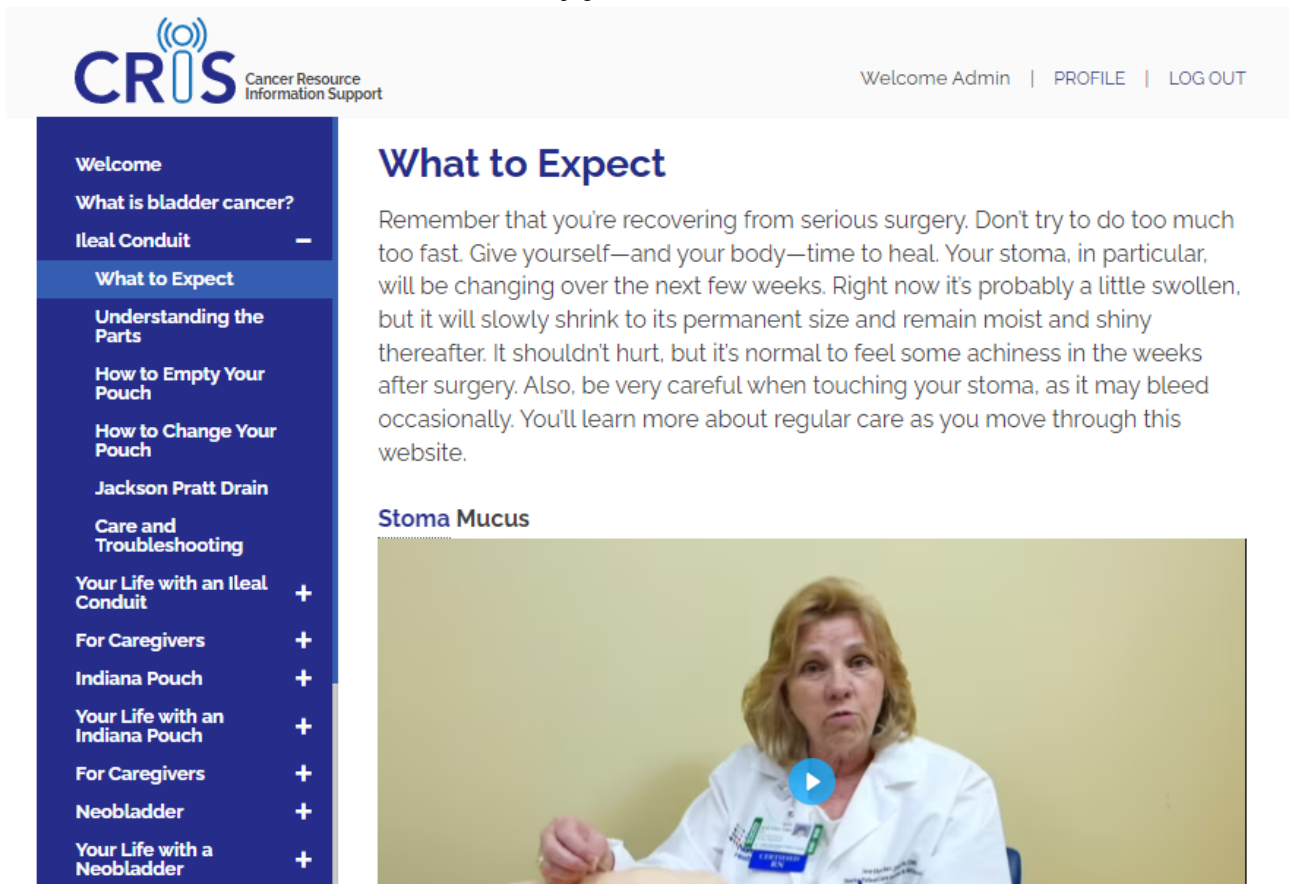 CRIS Cancer Resource
Information Support
Welcome Admin | PROFILE | LOG OUT
Welcome
What is bladder cancer?
Ileal Conduit −
What to Expect
Understanding the
Parts
How to Empty Your
Pouch
How to Change Your
Pouch
Jackson Pratt Drain
Care and
Troubleshooting
Your Life with an Ileal
Conduit +
For Caregivers +
Indiana Pouch +
Your Life with an
Indiana Pouch +
For Caregivers +
Neobladder +
Your Life with a
Neobladder +
What to Expect
Remember that you're recovering from serious surgery. Don't try to do too much
too fast. Give yourself—and your body—time to heal. Your stoma, in particular,
will be changing over the next few weeks. Right now it's probably a little swollen,
but it will slowly shrink to its permanent size and remain moist and shiny
thereafter. It shouldn't hurt, but it's normal to feel some achiness in the weeks
after surgery. Also, be very careful when touching your stoma, as it may bleed
occasionally. You'll learn more about regular care as you move through this
website.
Stoma Mucus
CERTIFIED
RN